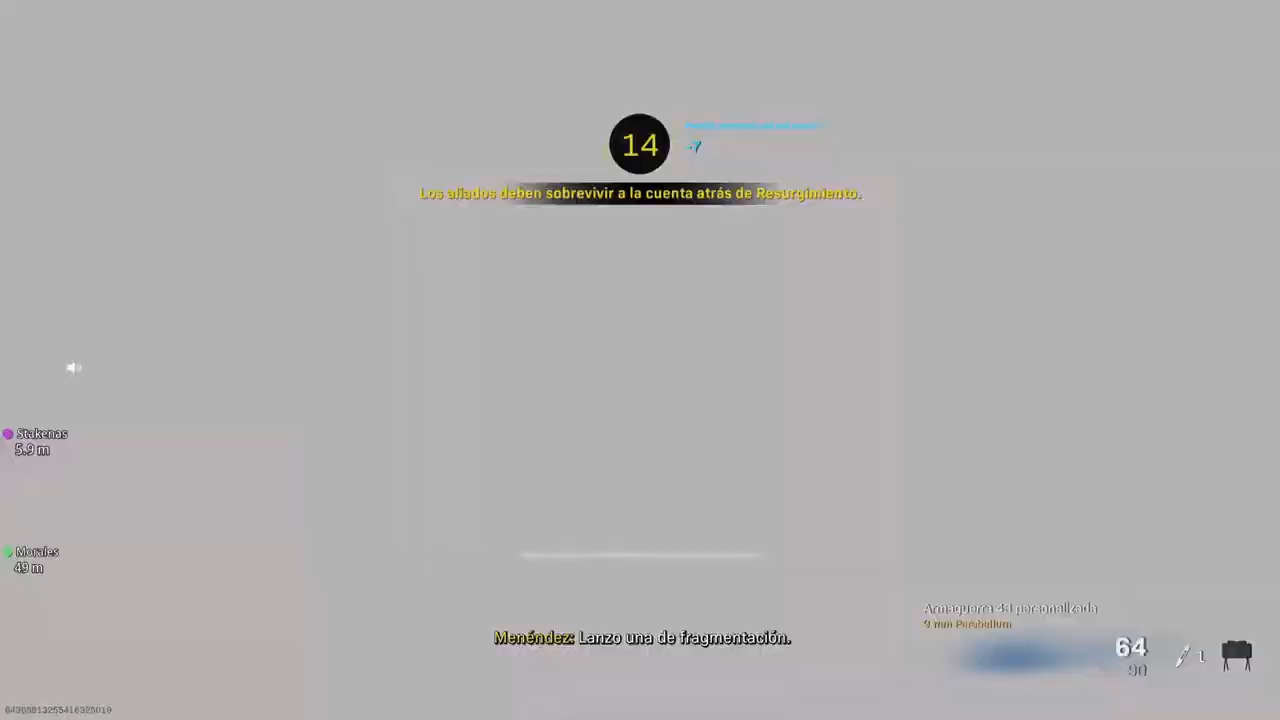 14
-7
Los aliados deben sobrevivir a la cuenta atrás de Resurgimiento.
Stakenas
5.9 m
Morales
49 m
Armaguerra 43 personalizada
9 mm Parabellum
64
90
1
Menéndez: Lanzo una de fragmentación.